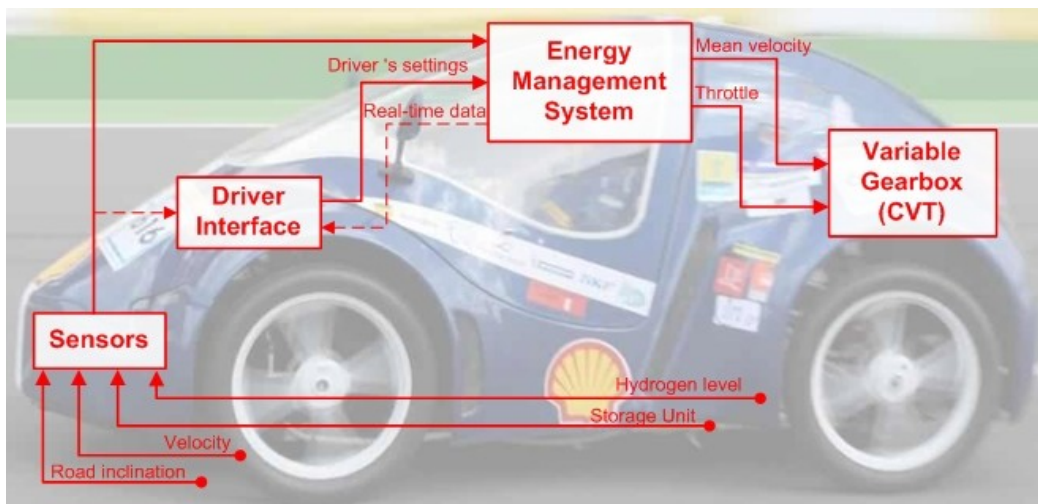 Energy
Management
System
Mean velocity
Driver 's settings
Throttle
Real-time data
Variable
Gearbox
(CVT)
Driver
Interface
Sensors
Hydrogen level
Storage Unit
Velocity
Road inclination